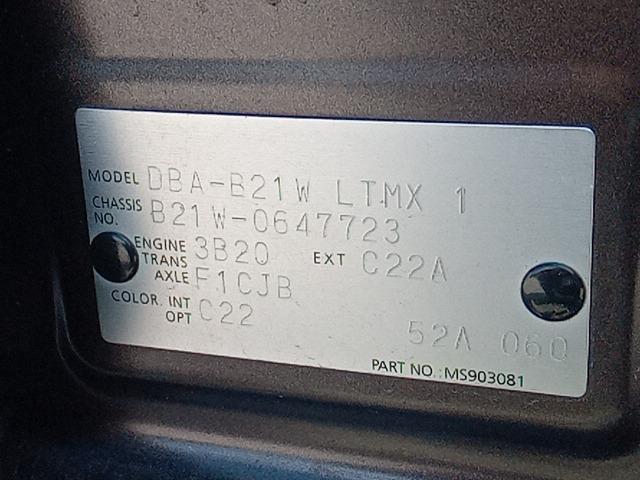 MODEL DBA-B21W LTMX 1
CHASSIS NO. B21W-0647723
ENGINE 3B20 EXT C22A
TRANS AXLE F1CJB
COLOR. INT OPT C22
52A 060
PART NO.: MS903081